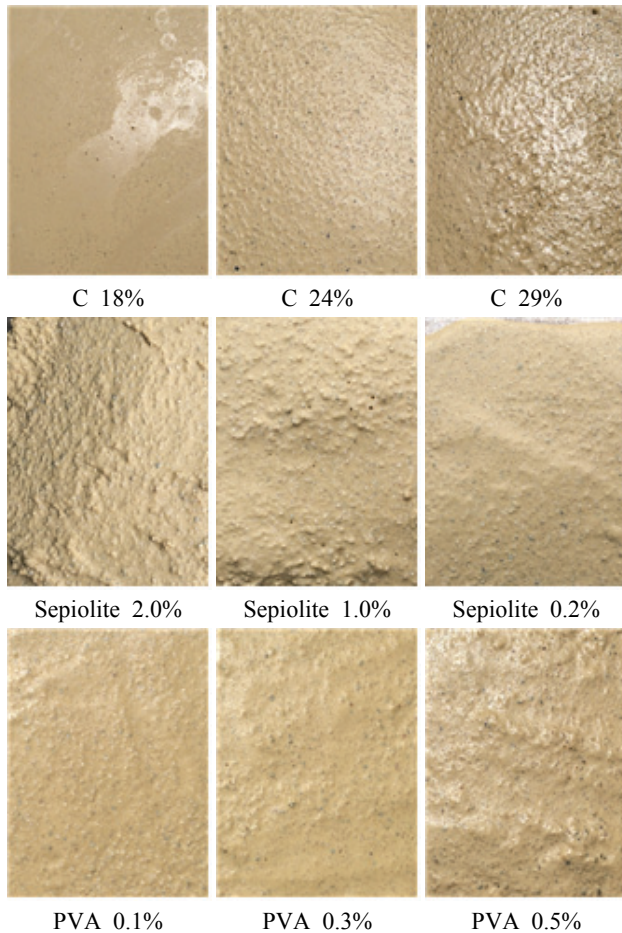 C 18%
C 24%
C 29%
Sepiolite 2.0%
Sepiolite 1.0%
Sepiolite 0.2%
PVA 0.1%
PVA 0.3%
PVA 0.5%